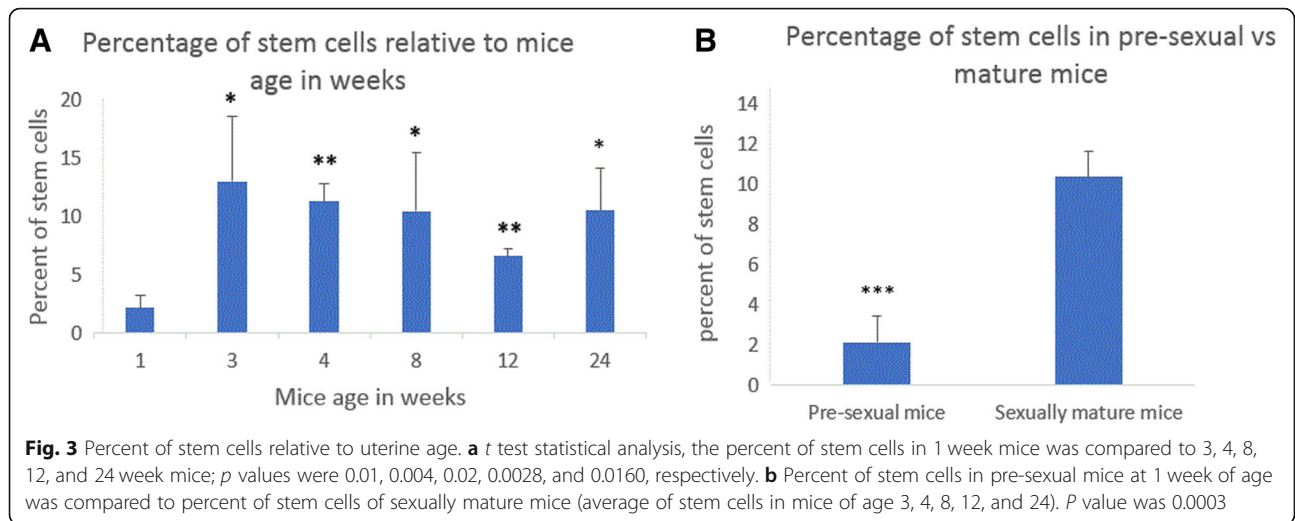 A Percentage of stem cells relative to mice
age in weeks
Percent of stem cells
20
15
10
5
0
*
**
*
**
*
1 3 4 8 12 24
Mice age in weeks
B Percentage of stem cells in pre-sexual vs
mature mice
percent of stem cells
14
12
10
8
6
4
2
0
***
Pre-sexual mice Sexually mature mice
Fig. 3 Percent of stem cells relative to uterine age. a t test statistical analysis, the percent of stem cells in 1 week mice was compared to 3, 4, 8,
12, and 24 week mice; p values were 0.01, 0.004, 0.02, 0.0028, and 0.0160, respectively. b Percent of stem cells in pre-sexual mice at 1 week of age
was compared to percent of stem cells of sexually mature mice (average of stem cells in mice of age 3, 4, 8, 12, and 24). P value was 0.0003